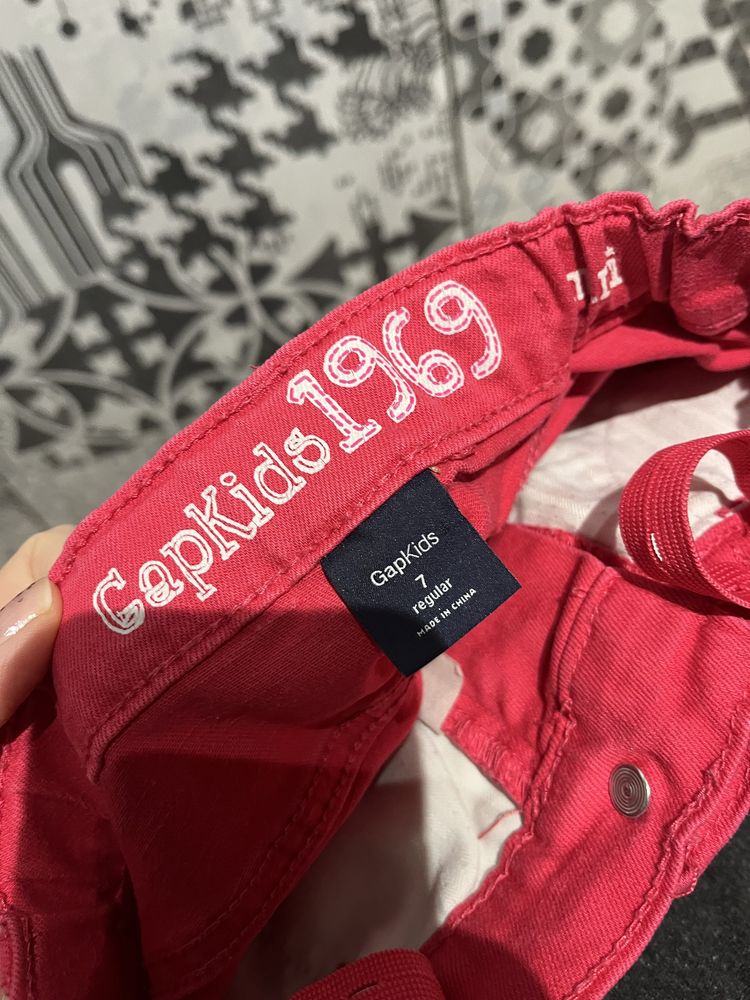 GapKids 1969
GapKids
7
regular
MADE IN CHINA